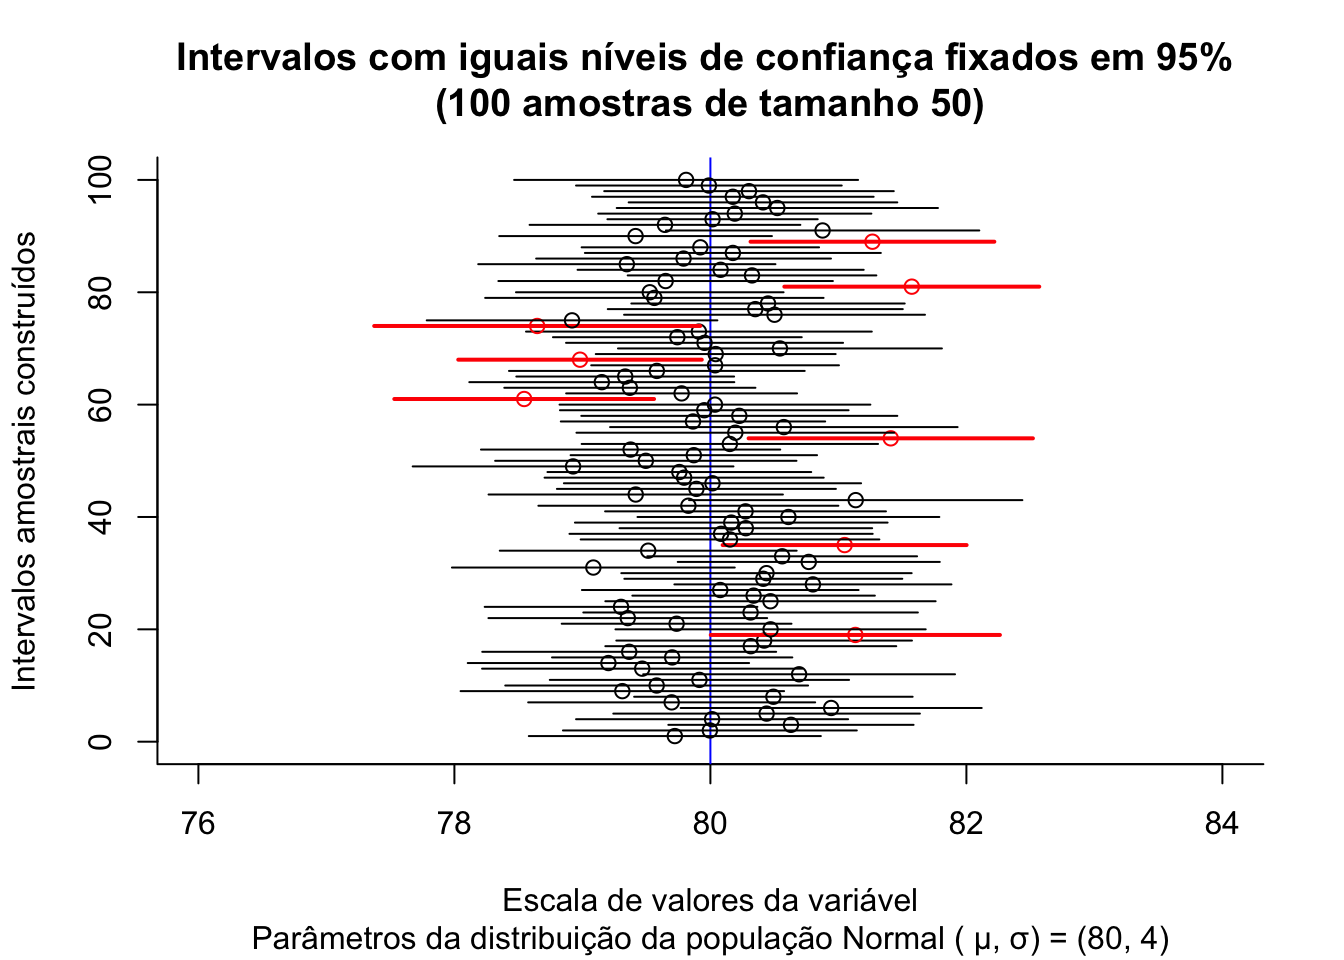 Intervalos com iguais níveis de confiança fixados em 95%
(100 amostras de tamanho 50)
Intervalos amostrais construídos
100
80
60
40
20
0
76 78 80 82 84
Escala de valores da variável
Parâmetros da distribuição da população Normal ( μ, σ) = (80, 4)